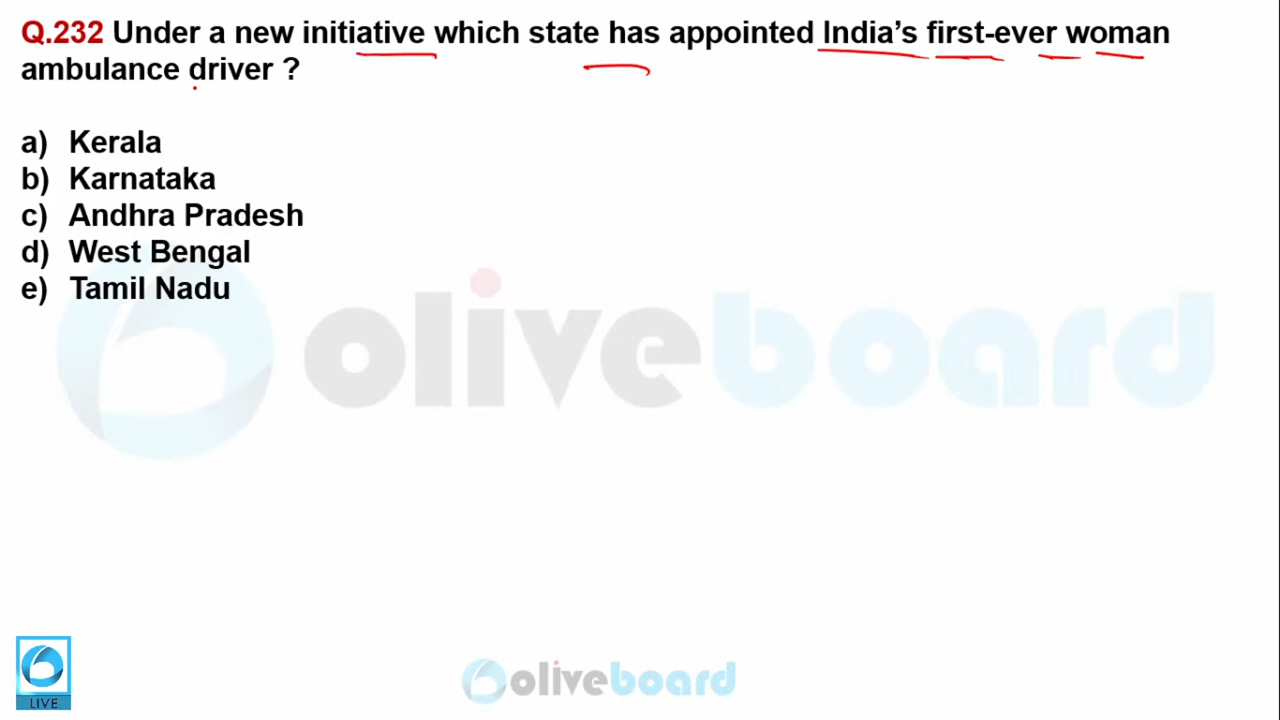 Q.232 Under a new initiative which state has appointed India's first-ever woman
ambulance driver ?
a) Kerala
b) Karnataka
c) Andhra Pradesh
d) West Bengal
e) Tamil Nadu
oliveboard
LIVE
oliveboard